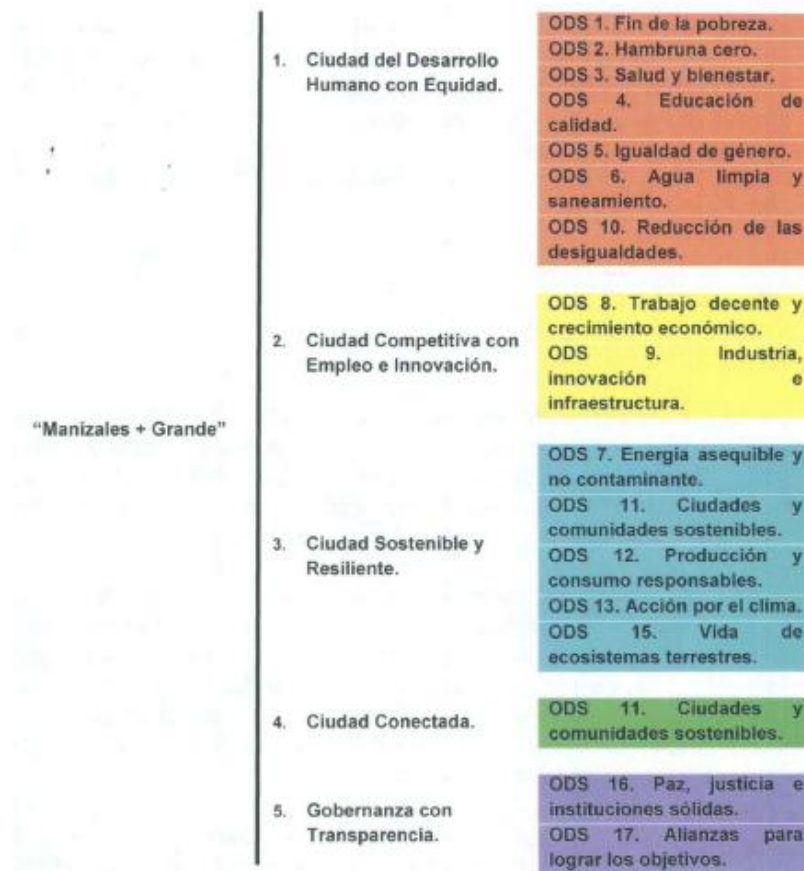 "Manizales + Grande"
1. Ciudad del Desarrollo
Humano con Equidad.
ODS 1. Fin de la pobreza.
ODS 2. Hambruna cero.
ODS 3. Salud y bienestar.
ODS 4. Educación de
calidad.
ODS 5. Igualdad de género.
ODS 6. Agua limpia y
saneamiento.
ODS 10. Reducción de las
desigualdades.
2. Ciudad Competitiva con
Empleo e Innovación.
ODS 8. Trabajo decente y
crecimiento económico.
ODS 9. Industria,
innovación e
infraestructura.
3. Ciudad Sostenible y
Resiliente.
ODS 7. Energía asequible y
no contaminante.
ODS 11. Ciudades y
comunidades sostenibles.
ODS 12. Producción y
consumo responsables.
ODS 13. Acción por el clima.
ODS 15. Vida de
ecosistemas terrestres.
4. Ciudad Conectada.
ODS 11. Ciudades y
comunidades sostenibles.
5. Gobernanza con
Transparencia.
ODS 16. Paz, justicia e
instituciones sólidas.
ODS 17. Alianzas para
lograr los objetivos.